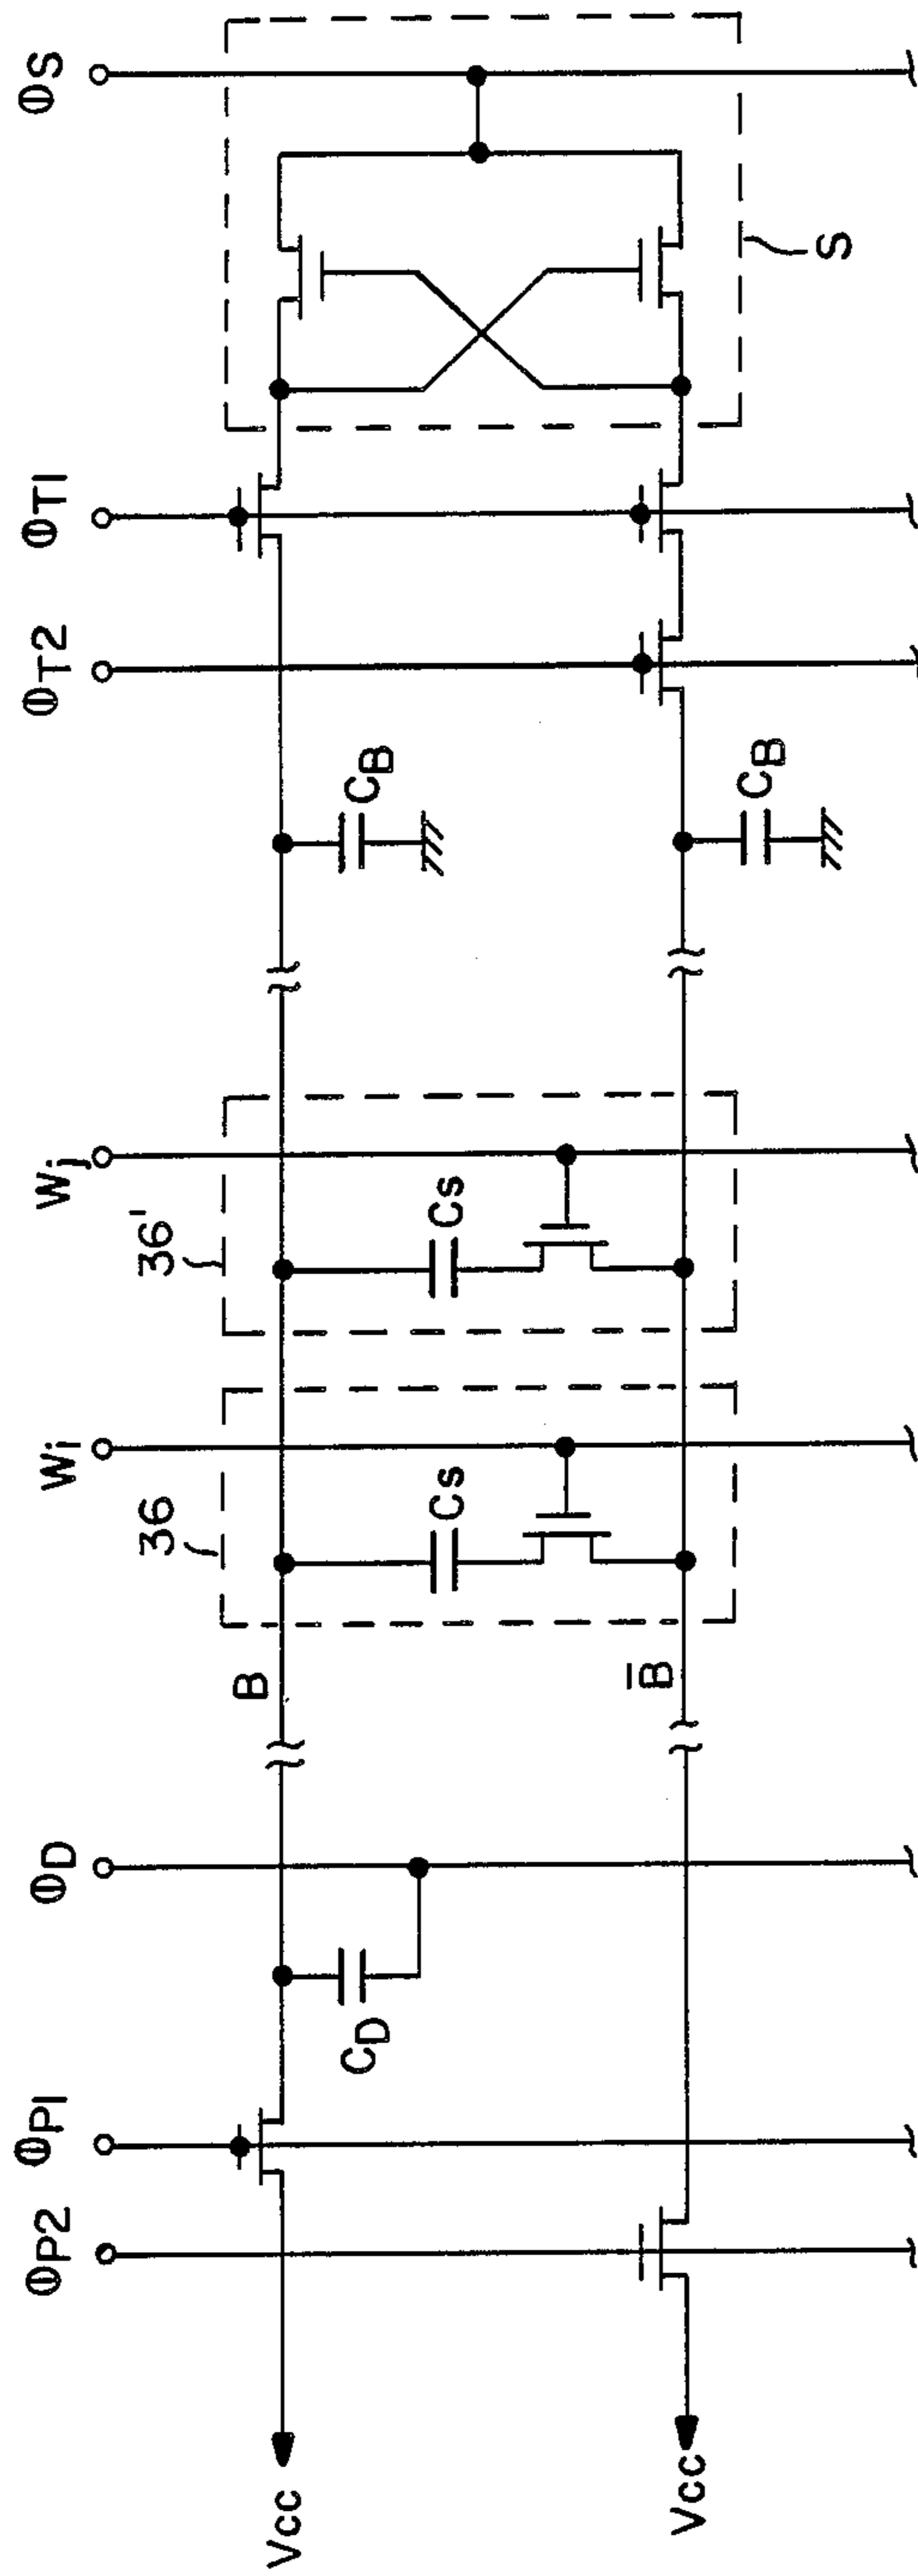 ΦS
S
ΦT1
ΦT2
CB
CB
Wj
36'
Cs
Wi
36
Cs
B
B̅
ΦD
CD
ΦP1
ΦP2
Vcc
Vcc